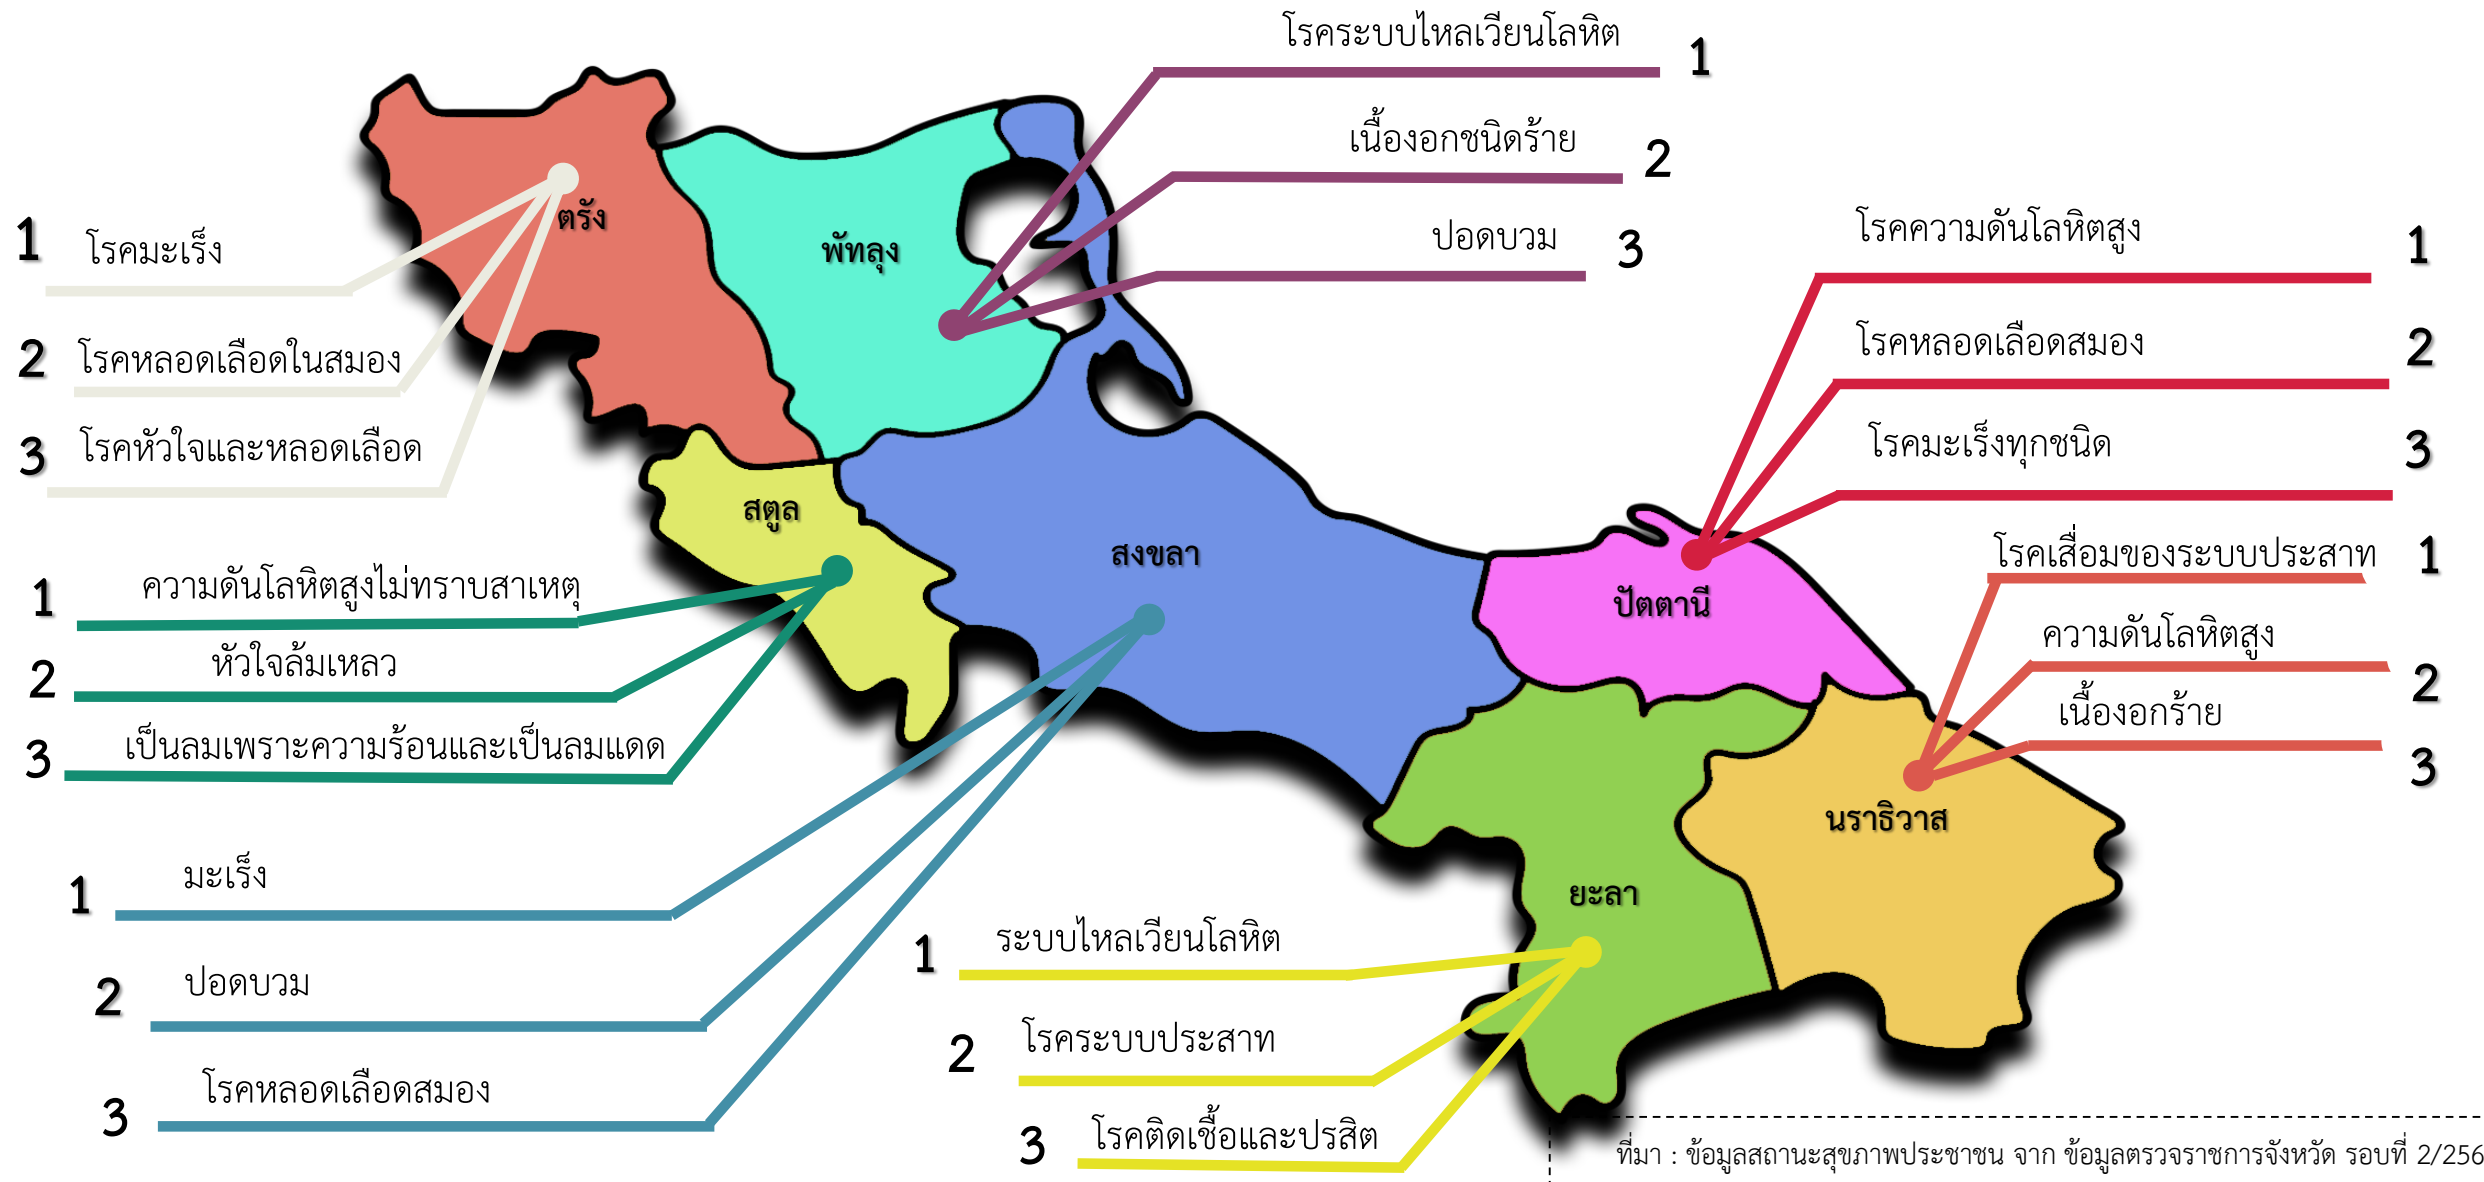 โรคระบบไหลเวียนโลหิต 1
เนื้องอกชนิดร้าย 2
ปอดบวม 3
ตรัง
1 โรคมะเร็ง
2 โรคหลอดเลือดในสมอง
3 โรคหัวใจและหลอดเลือด
พัทลุง
โรคความดันโลหิตสูง 1
โรคหลอดเลือดสมอง 2
โรคมะเร็งทุกชนิด 3
สตูล
1 ความดันโลหิตสูงไม่ทราบสาเหตุ
2 หัวใจล้มเหลว
3 เป็นลมเพราะความร้อนและเป็นลมแดด
สงขลา
ปัตตานี
โรคเสื่อมของระบบประสาท 1
ความดันโลหิตสูง 2
เนื้องอกร้าย 3
นราธิวาส
1 มะเร็ง
2 ปอดบวม
3 โรคหลอดเลือดสมอง
ยะลา
1 ระบบไหลเวียนโลหิต
2 โรคระบบประสาท
3 โรคติดเชื้อและปรสิต
ที่มา : ข้อมูลสถานะสุขภาพประชาชน จาก ข้อมูลตรวจราชการจังหวัด รอบที่ 2/256